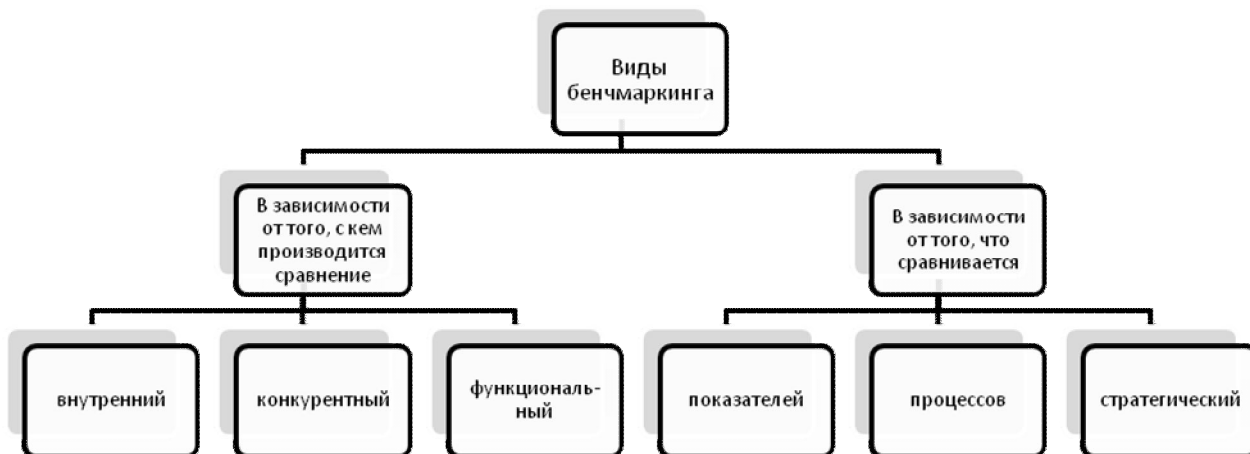 Виды
бенчмаркинга
В зависимости
от того, с кем
производится
сравнение
В зависимости
от того, что
сравнивается
внутренний
конкурентный
функциональ-
ный
показателей
процессов
стратегический